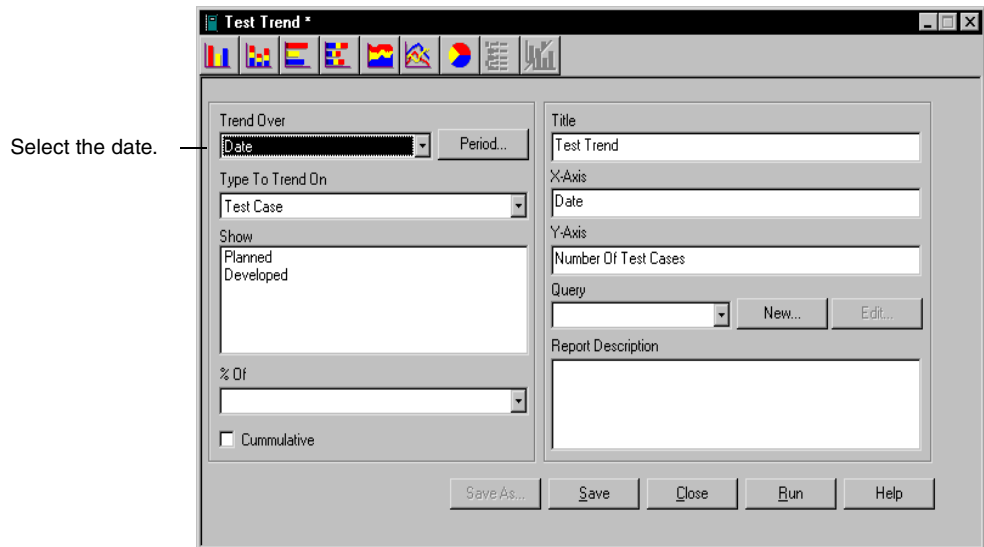 Test Trend *
Select the date.
Trend Over
Date
Period...
Type To Trend On
Test Case
Show
Planned
Developed
% Of
Cummulative
Title
Test Trend
X-Axis
Date
Y-Axis
Number Of Test Cases
Query
New...
Edit...
Report Description
Save As...
Save
Close
Run
Help